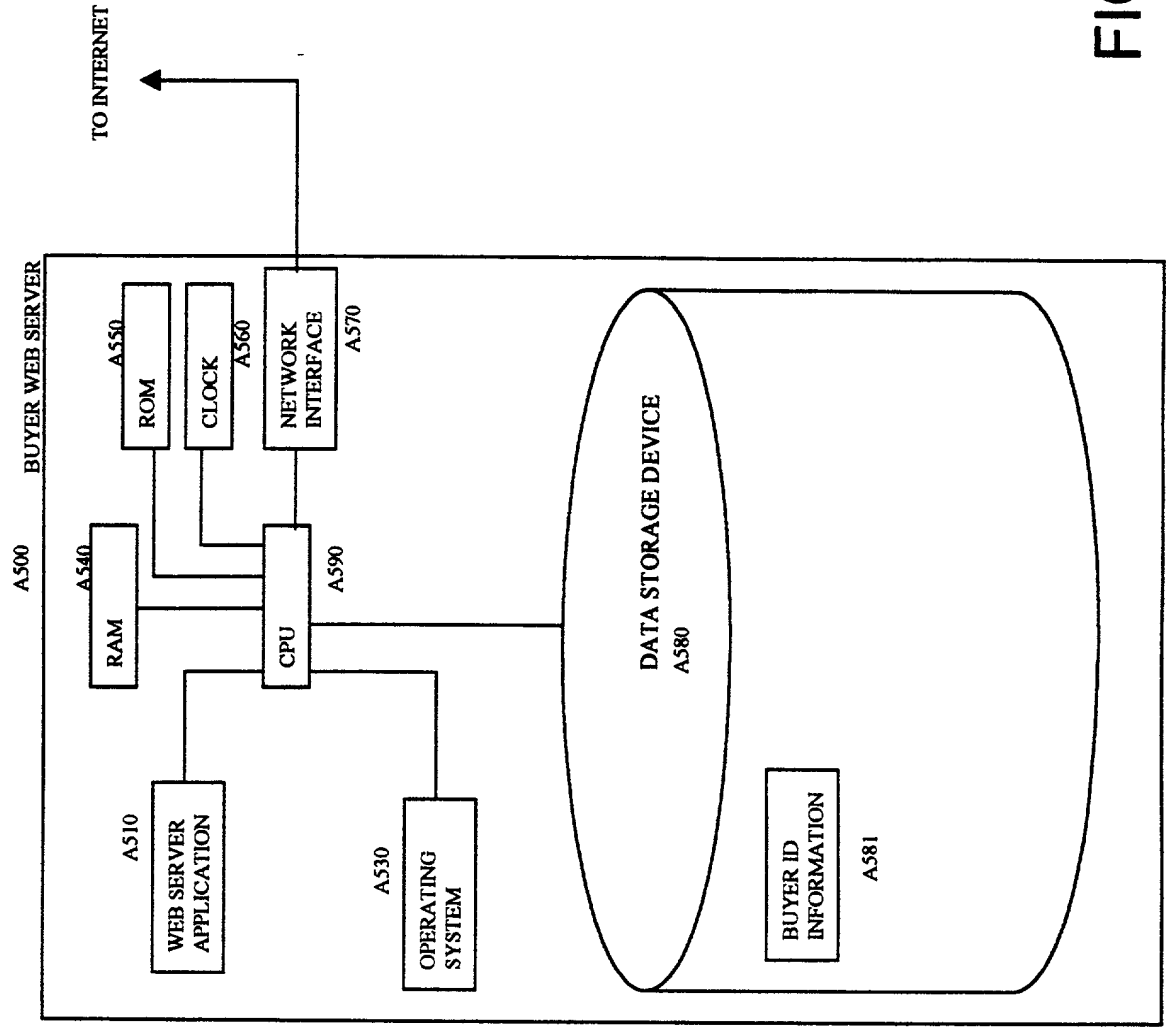 A500
BUYER WEB SERVER
TO INTERNET
A540
RAM
A550
ROM
A510
WEB SERVER
APPLICATION
CLOCK
A560
CPU
A590
NETWORK
INTERFACE
A570
A530
OPERATING
SYSTEM
DATA STORAGE DEVICE
A580
BUYER ID
INFORMATION
A581
FIG